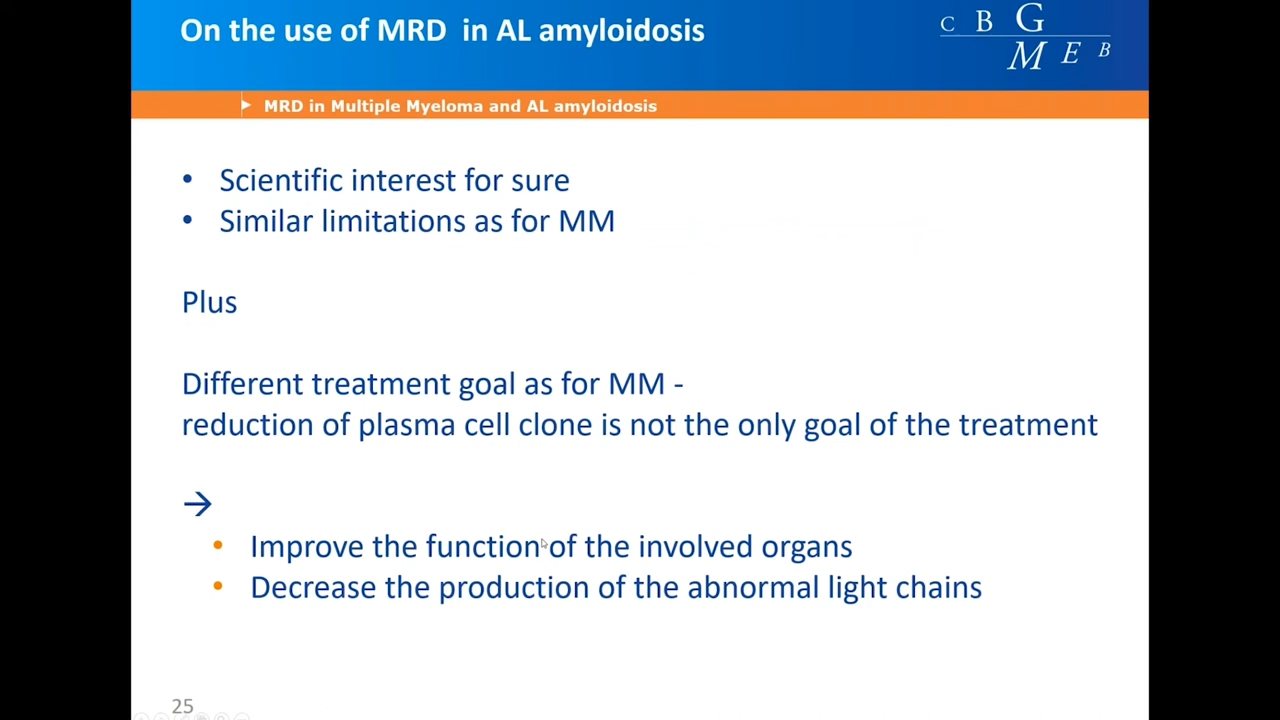 On the use of MRD in AL amyloidosis
C B G
M E B
MRD in Multiple Myeloma and AL amyloidosis
• Scientific interest for sure
• Similar limitations as for MM
Plus
Different treatment goal as for MM -
reduction of plasma cell clone is not the only goal of the treatment
→
• Improve the function of the involved organs
• Decrease the production of the abnormal light chains
25